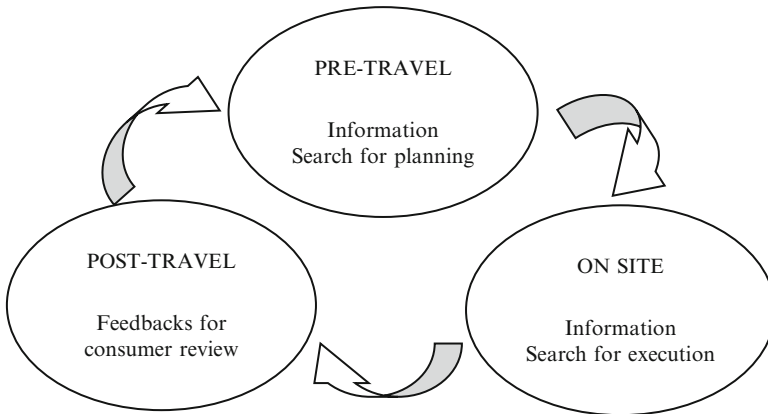 PRE-TRAVEL
Information
Search for planning
POST-TRAVEL
Feedbacks for
consumer review
ON SITE
Information
Search for execution